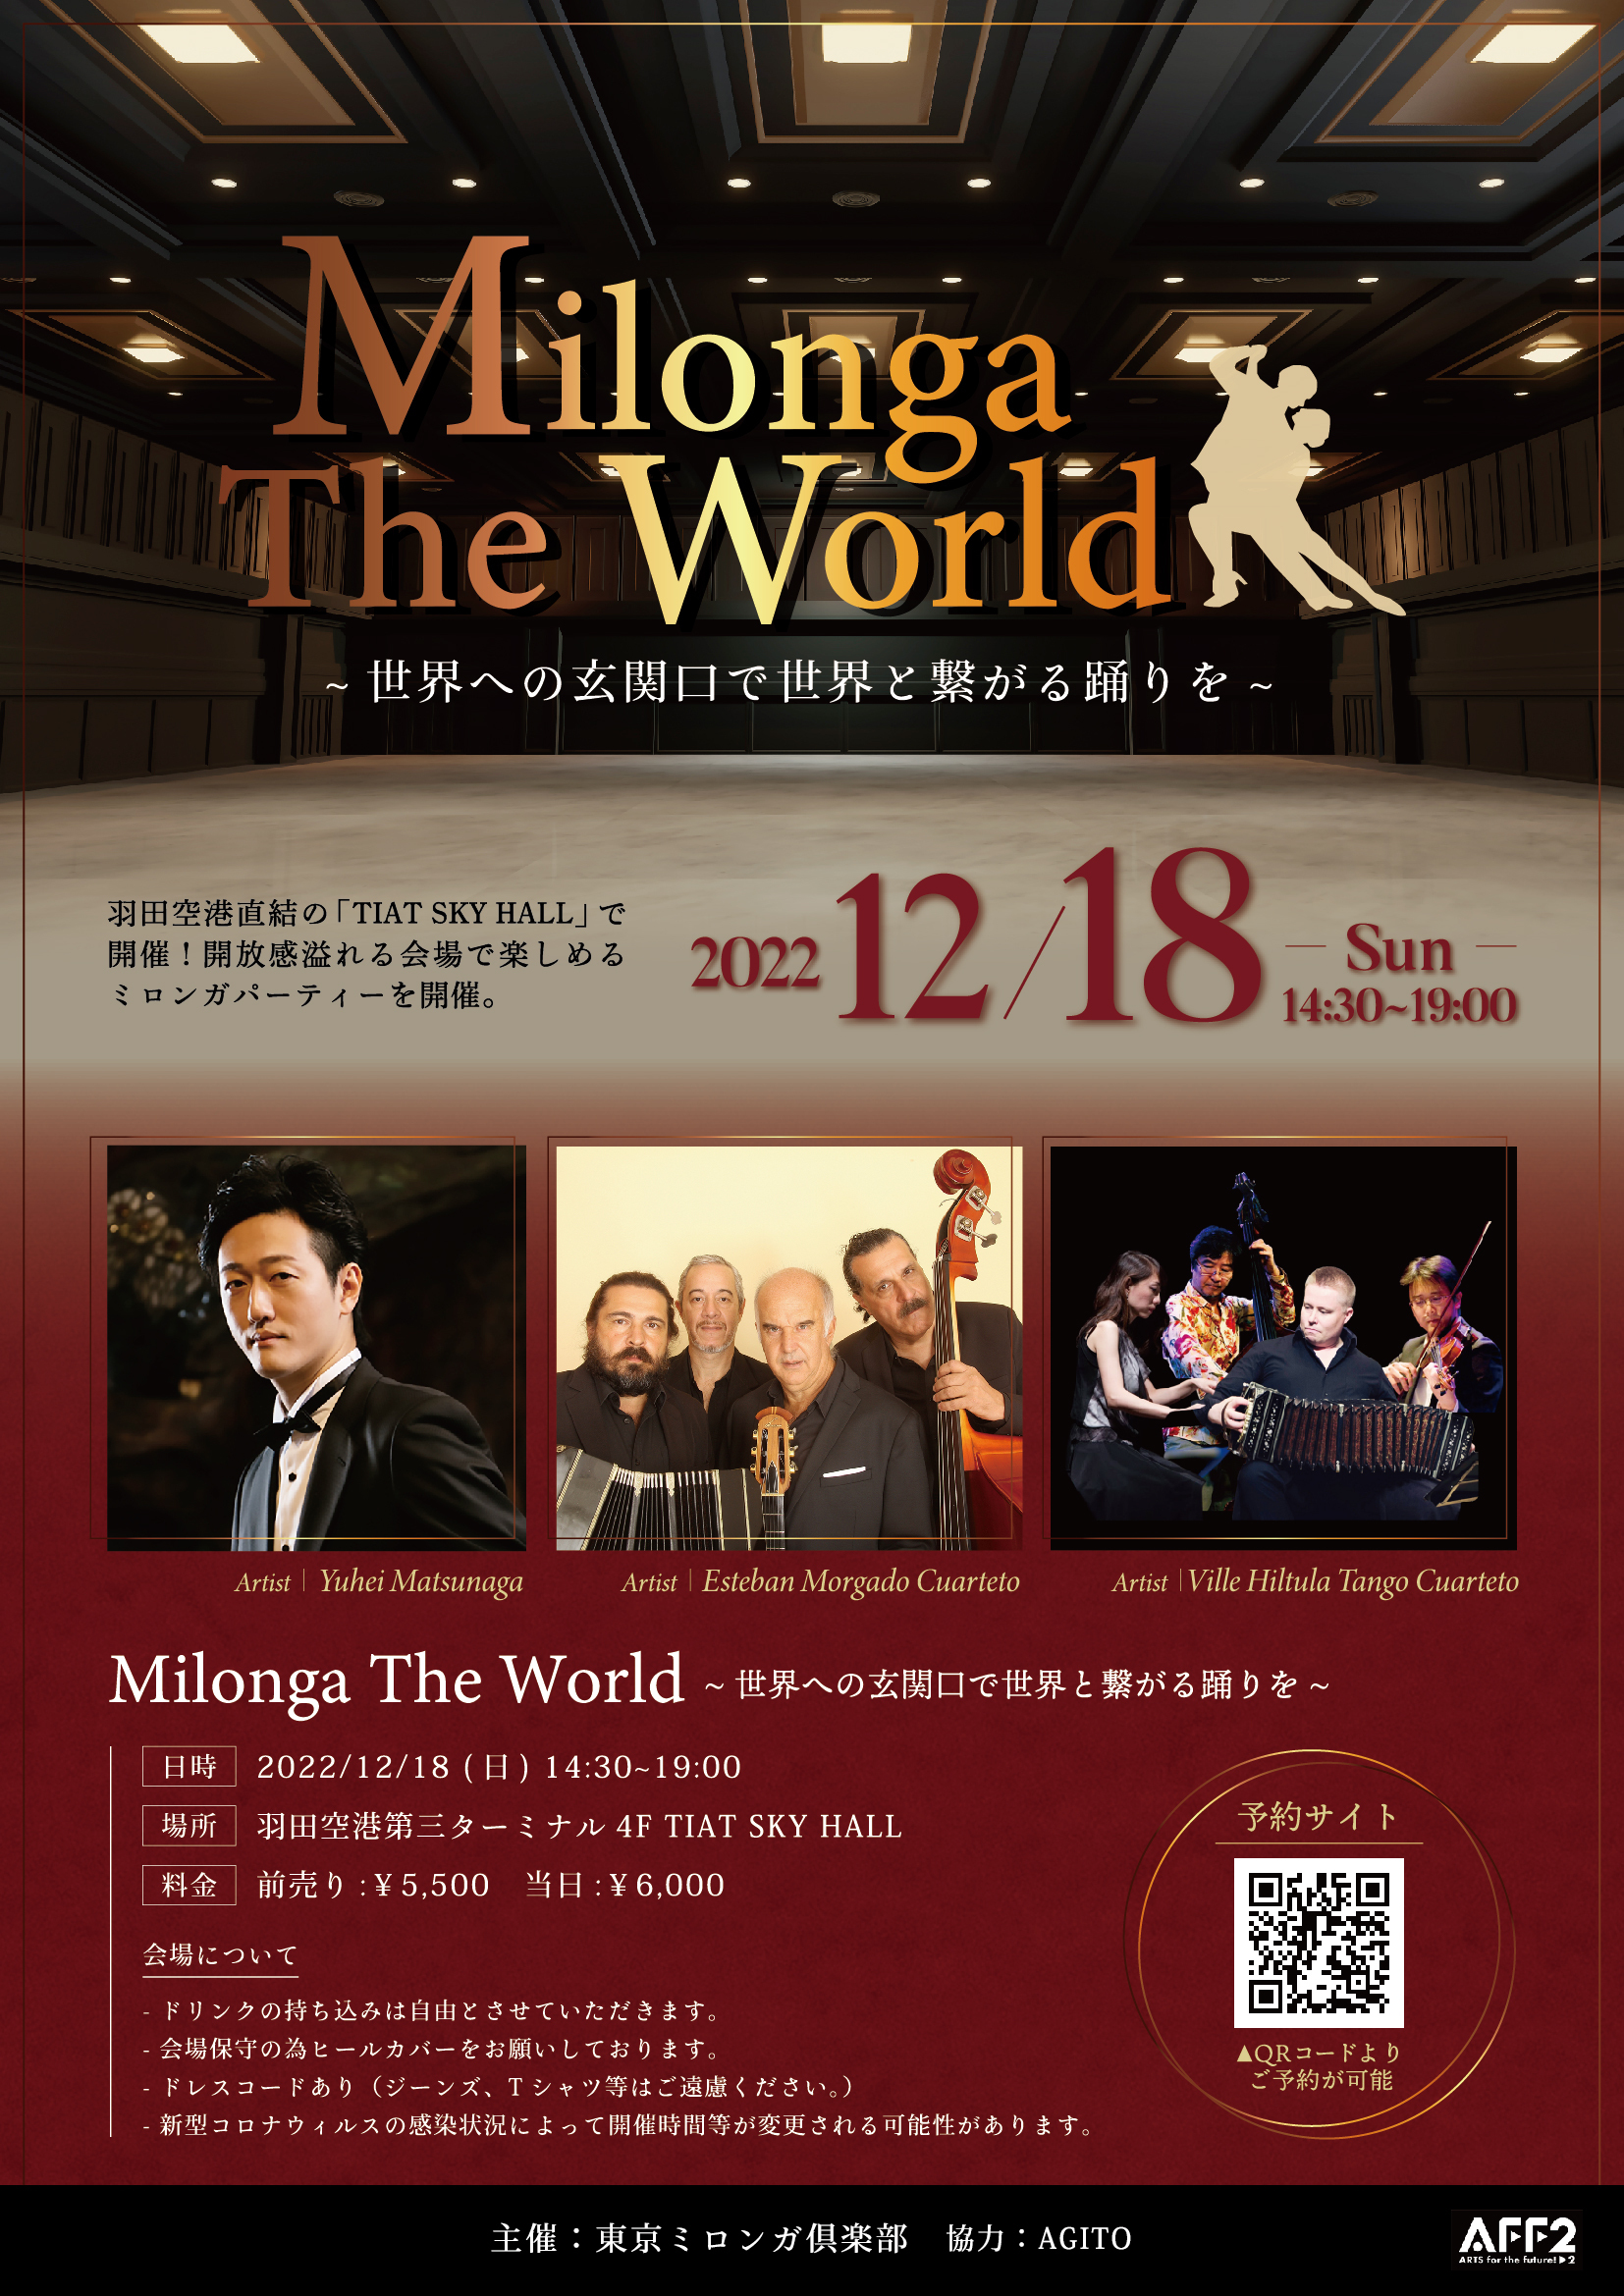 Milonga
The World
~ 世界への玄関口で世界と繋がる踊りを ~
羽田空港直結の「TIAT SKY HALL」で
開催！開放感溢れる会場で楽しめる
ミロンガパーティーを開催。
2022 12/18 Sun
14:30~19:00
Artist | Yuhei Matsunaga
Artist | Esteban Morgado Cuarteto
Artist | Ville Hiltula Tango Cuarteto
Milonga The World ~ 世界への玄関口で世界と繋がる踊りを ~
日時 2022/12/18 (日) 14:30~19:00
場所 羽田空港第三ターミナル 4F TIAT SKY HALL
料金 前売り : ¥ 5,500 当日 : ¥ 6,000
会場について
- ドリンクの持ち込みは自由とさせていただきます。
- 会場保守の為ヒールカバーをお願いしております。
- ドレスコードあり（ジーンズ、T シャツ等はご遠慮ください。）
- 新型コロナウィルスの感染状況によって開催時間等が変更される可能性があります。
予約サイト
▲QRコードより
ご予約が可能
主催：東京ミロンガ倶楽部 協力：AGITO
AFF2
ARTS for the future! 2